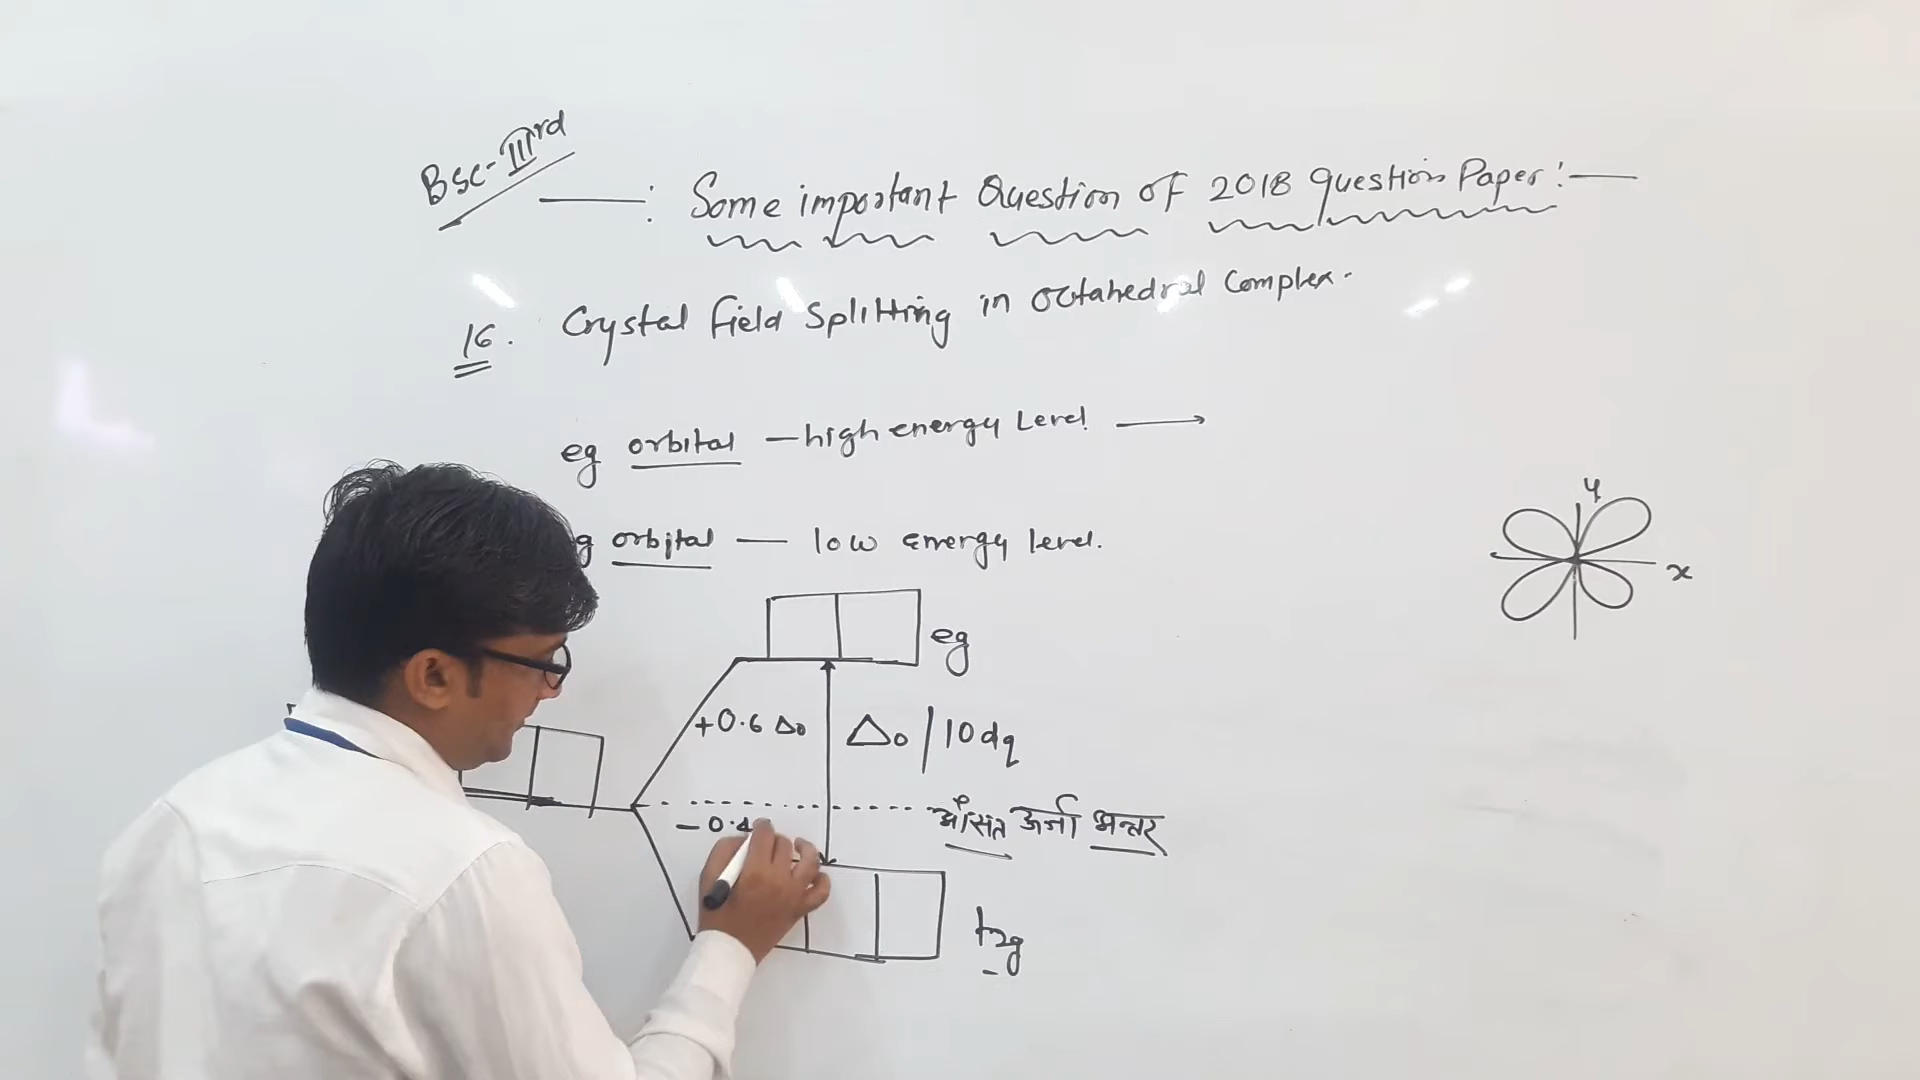 Bsc-IIIrd
Some important Question of 2018 question Paper:—
16. Crystal field Splitting in Octahedral Complex.
eg orbital — high energy Level →
g orbital — low energy level.
y
x
eg
+0.6 Δo
Δo | 10dq
औसत ऊर्जा अन्तर
— 0.4
t2g